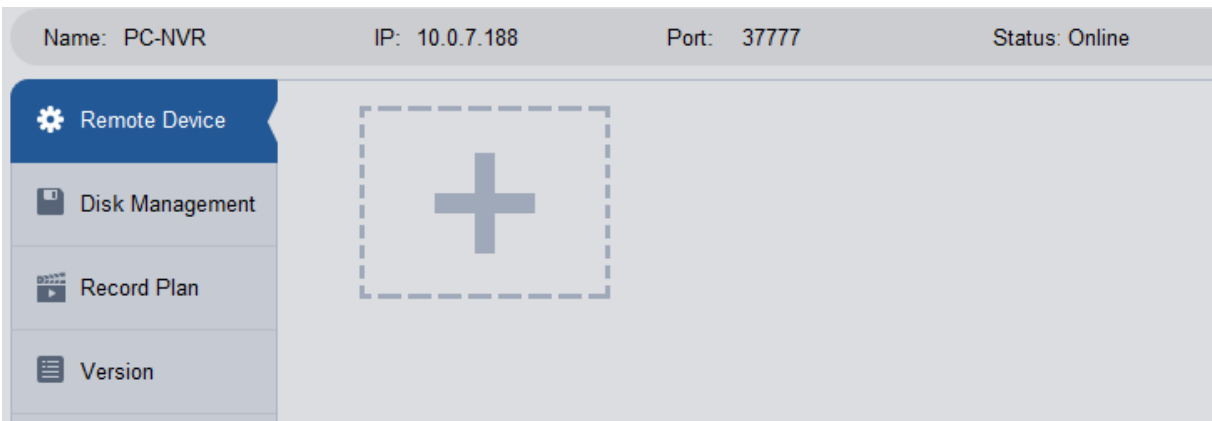 Name: PC-NVR IP: 10.0.7.188 Port: 37777 Status: Online
Remote Device
Disk Management
Record Plan
Version